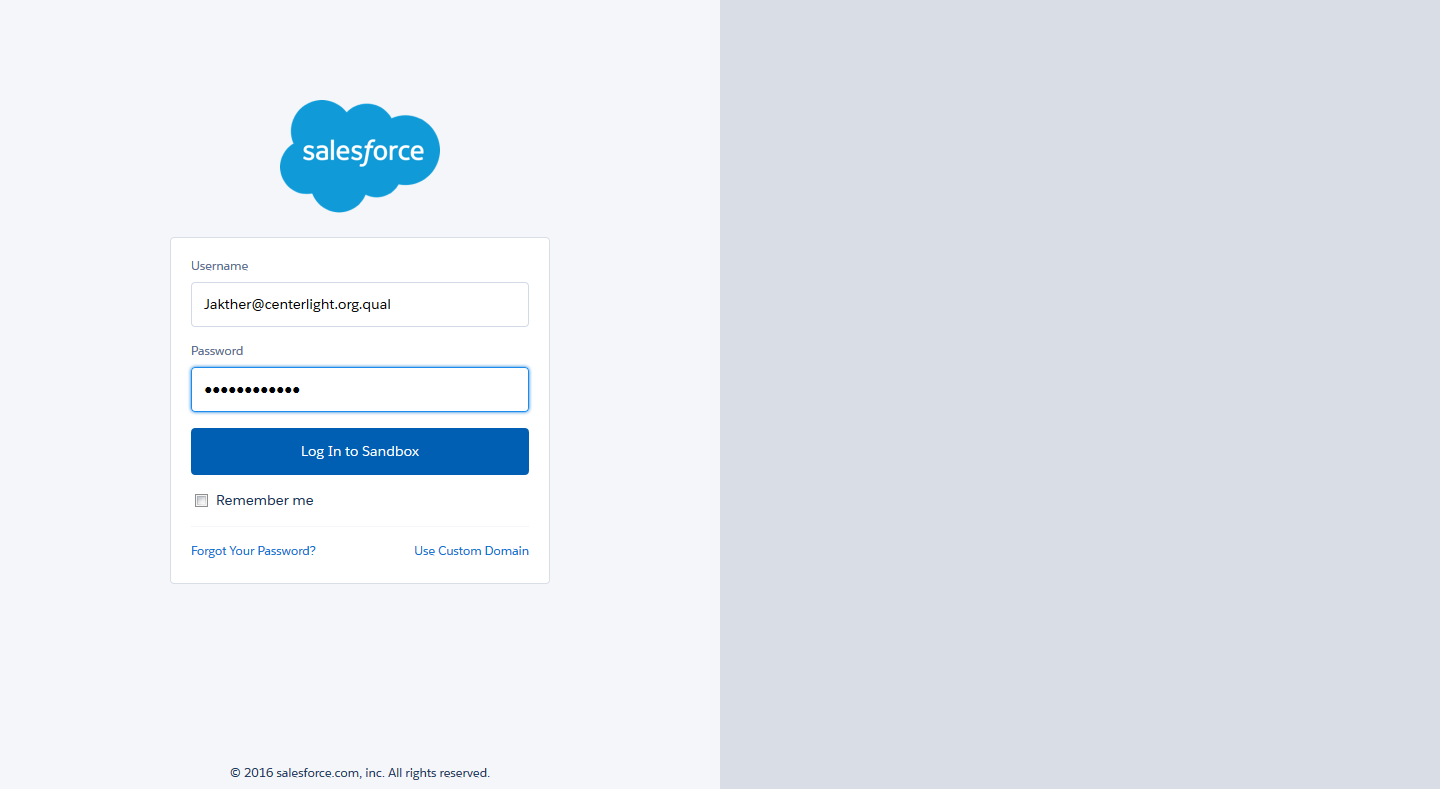 salesforce
Username
Jakther@centerlight.org.qual
Password
••••••••••••
Log In to Sandbox
Remember me
Forgot Your Password? Use Custom Domain
© 2016 salesforce.com, inc. All rights reserved.